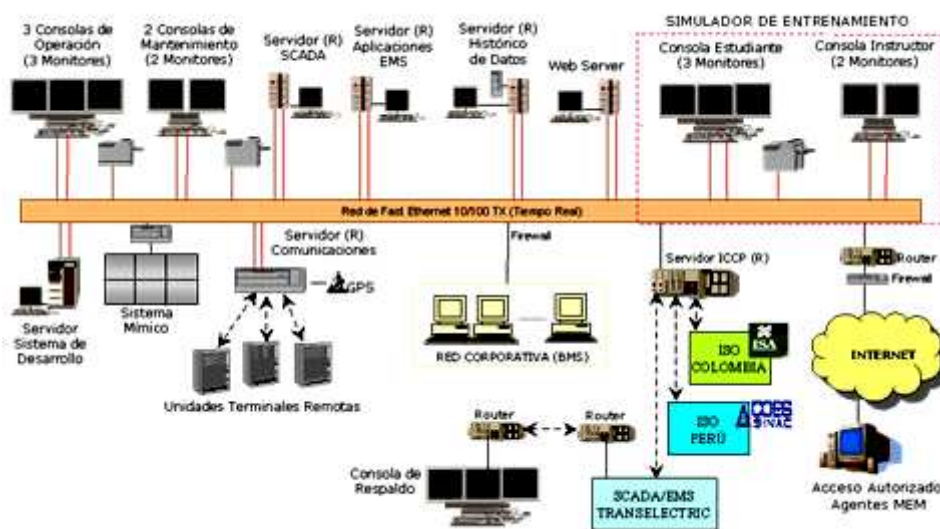 SIMULADOR DE ENTRENAMIENTO
3 Consolas de
Operación
(3 Monitores)
2 Consolas de
Mantenimiento
(2 Monitores)
Servidor (R)
SCADA
Servidor (R)
Aplicaciones
EMS
Servidor (R)
Histórico
de Datos
Web Server
Consola Estudiante
(3 Monitores)
Consola Instructor
(2 Monitores)
Red de Fast Ethernet 10/100 TX (Tiempo Real)
Servidor
Sistema de
Desarrollo
Sistema
Mímico
Servidor (R)
Comunicaciones
GPS
Unidades Terminales Remotas
Firewall
RED CORPORATIVA (BMS)
Servidor ICCP (R)
ISO
COLOMBIA
ISA
ISO
PERÚ
COES
SINAC
Router
Firewall
INTERNET
Acceso Autorizado
Agentes MEM
Router
Router
Consola de
Respaldo
SCADA/EMS
TRANSELECTRIC